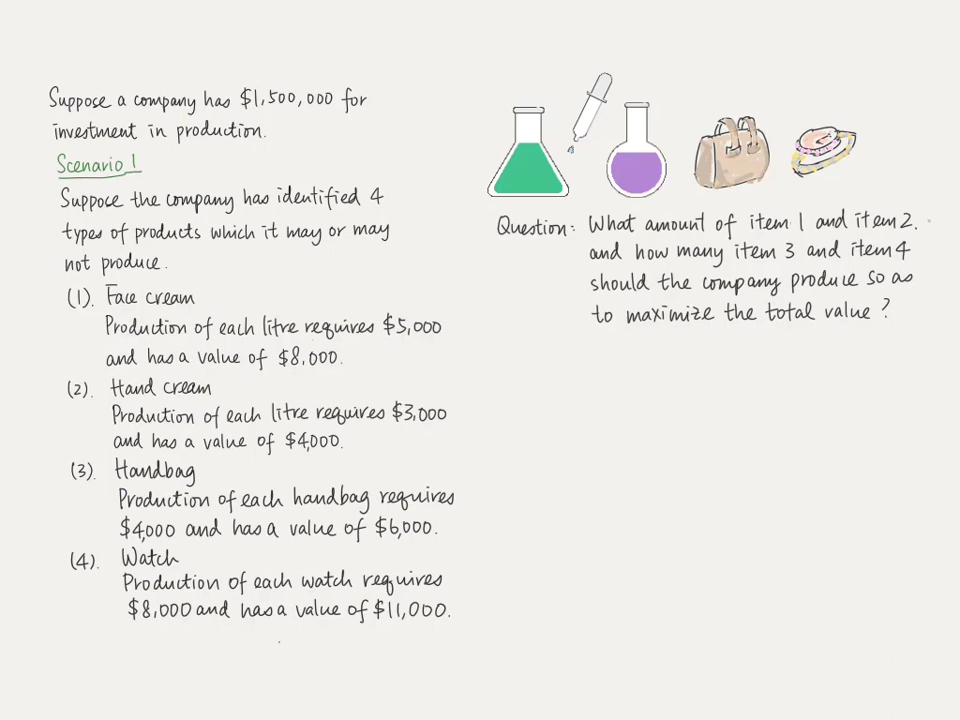 Suppose a company has $1,500,000 for
investment in production.
Scenario 1
Suppose the company has identified 4
types of products which it may or may
not produce.
(1). Face cream
Production of each litre requires $5,000
and has a value of $8,000.
(2). Hand cream
Production of each litre requires $3,000
and has a value of $4,000.
(3). Handbag
Production of each handbag requires
$4,000 and has a value of $6,000.
(4). Watch
Production of each watch requires
$8,000 and has a value of $11,000.
Question: What amount of item 1 and item 2.
and how many item 3 and item 4
should the company produce so as
to maximize the total value?